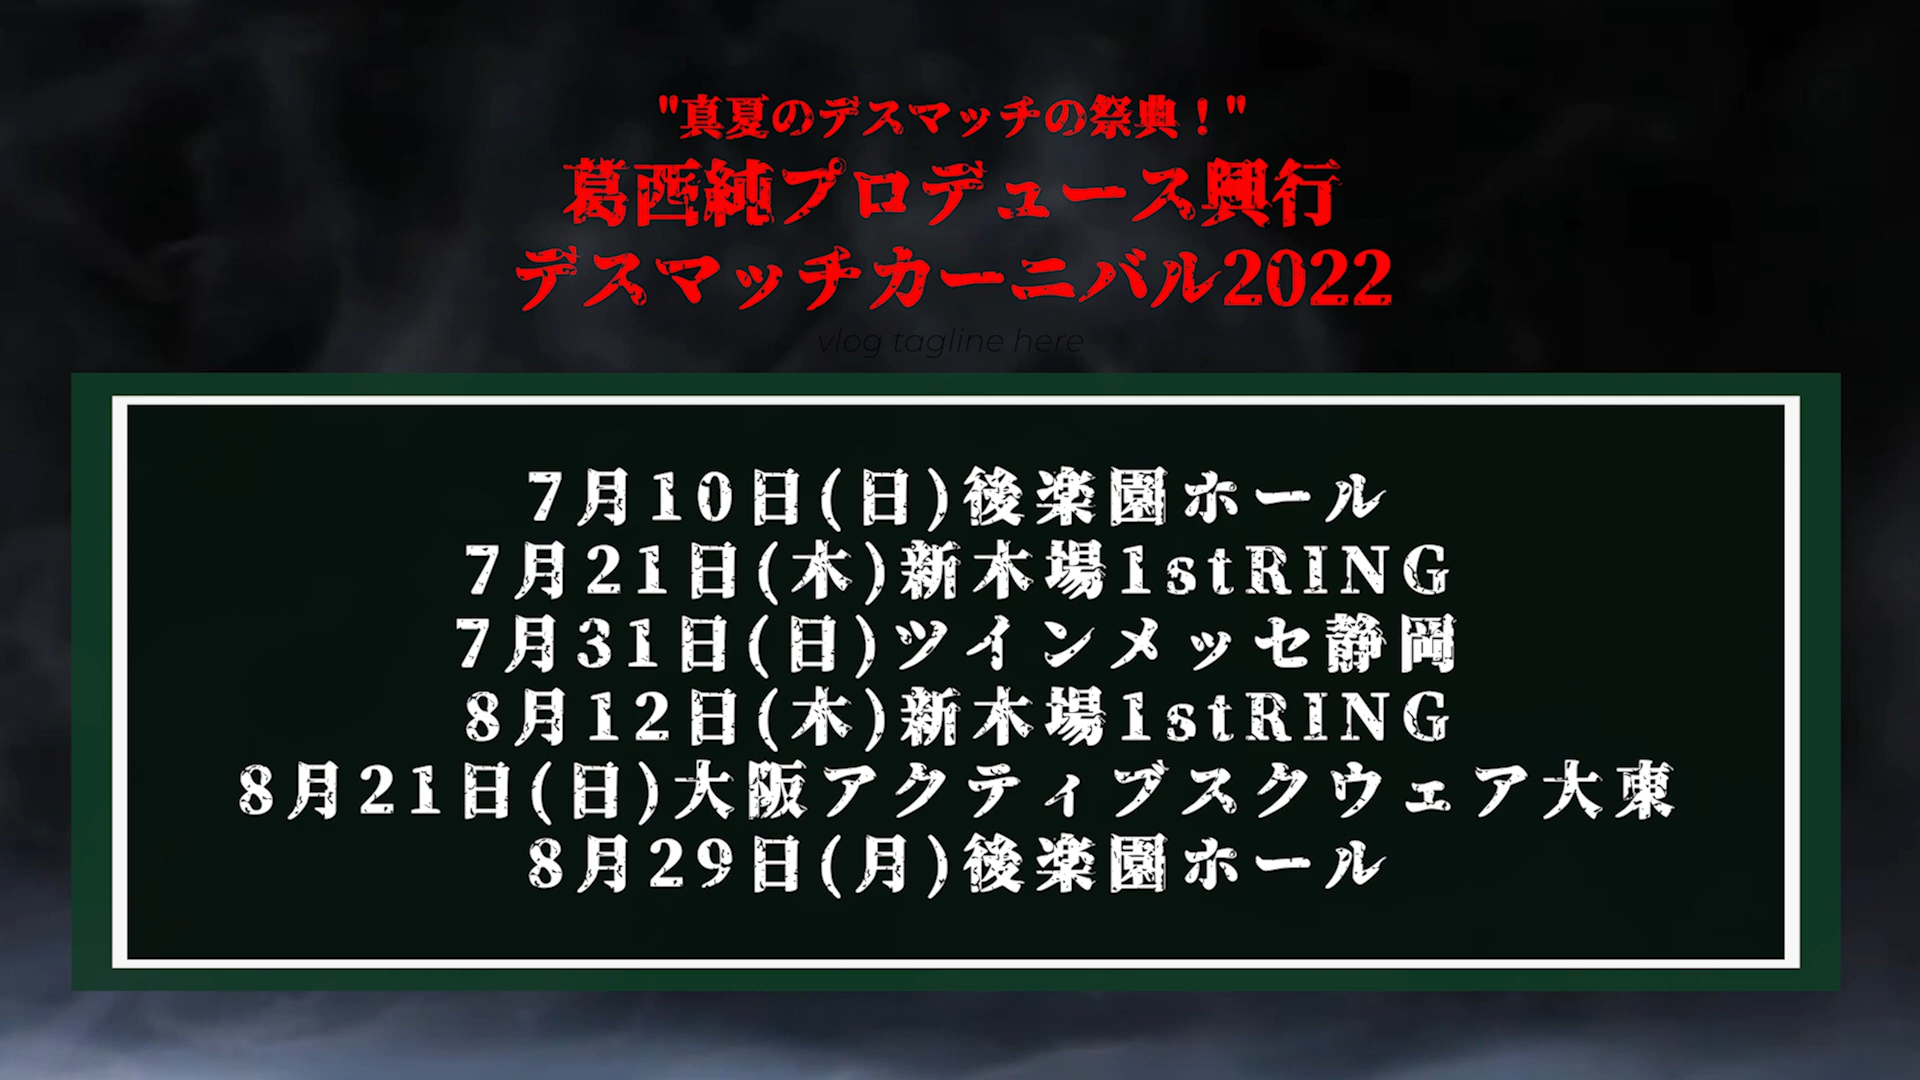 "真夏のデスマッチの祭典！"
葛西純プロデュース興行
デスマッチカーニバル2022
vlog tagline here
7月10日(日)後楽園ホール
7月21日(木)新木場1stRING
7月31日(日)ツインメッセ静岡
8月12日(木)新木場1stRING
8月21日(日)大阪アクティブスクウェア大東
8月29日(月)後楽園ホール